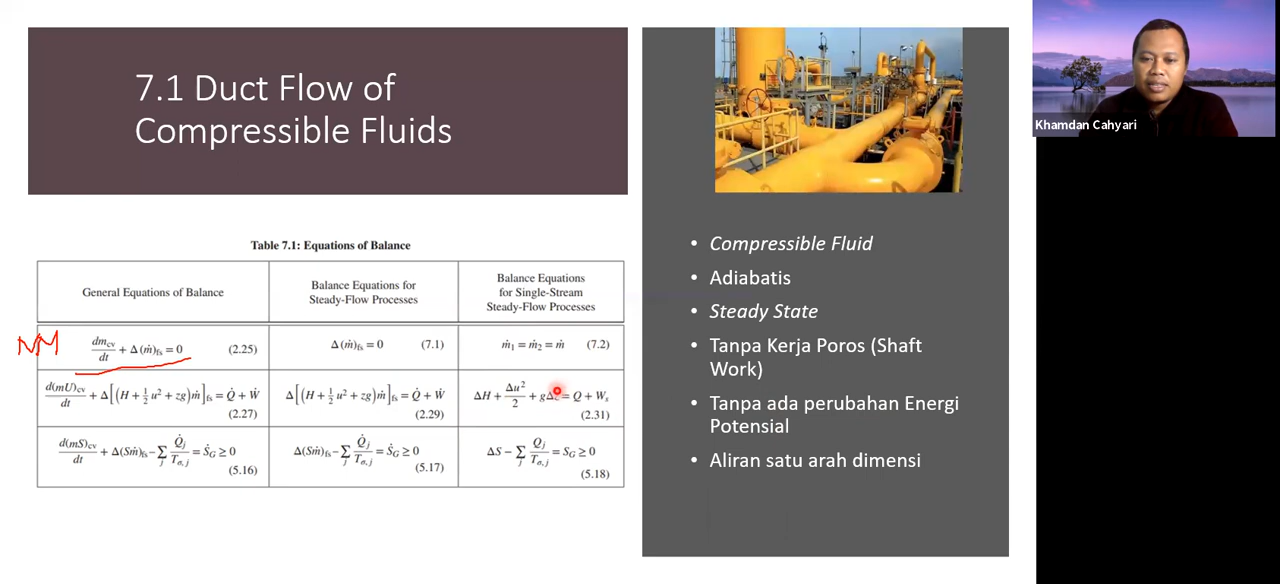 7.1 Duct Flow of
Compressible Fluids
Khamdan Cahyari
Table 7.1: Equations of Balance
General Equations of Balance
Balance Equations for
Steady-Flow Processes
Balance Equations
for Single-Stream
Steady-Flow Processes
NM
dm_cv/dt + Δ(ṁ)_fs = 0 (2.25)
Δ(ṁ)_fs = 0 (7.1)
ṁ₁ = ṁ₂ = ṁ (7.2)
d(mU)_cv/dt + Δ[(H + ½u² + zg)ṁ]_fs = Q̇ + Ẇ
(2.27)
Δ[(H + ½u² + zg)ṁ]_fs = Q̇ + Ẇ
(2.29)
ΔH + Δu²/2 + gΔ = Q + W_s
(2.31)
d(mS)_cv/dt + Δ(Sṁ)_fs − ∑_j Q̇_j/T_σ,j = Ṡ_G ≥ 0
(5.16)
Δ(Sṁ)_fs − ∑_j Q̇_j/T_σ,j = Ṡ_G ≥ 0
(5.17)
ΔS − ∑_j Q_j/T_σ,j = S_G ≥ 0
(5.18)
• Compressible Fluid
• Adiabatis
• Steady State
• Tanpa Kerja Poros (Shaft
Work)
• Tanpa ada perubahan Energi
Potensial
• Aliran satu arah dimensi